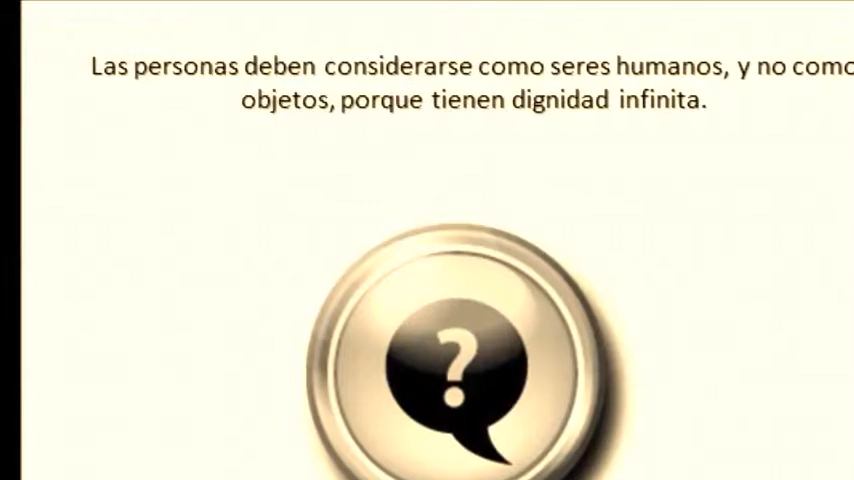 Las personas deben considerarse como seres humanos, y no como
objetos, porque tienen dignidad infinita.
?